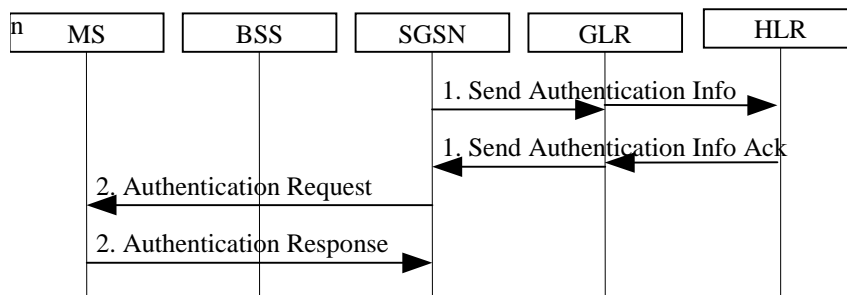 n
MS
BSS
SGSN
GLR
HLR
1. Send Authentication Info
1. Send Authentication Info Ack
2. Authentication Request
2. Authentication Response